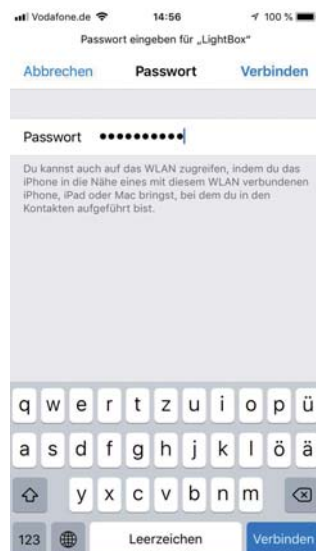 Vodafone.de 14:56 100 %
Passwort eingeben für „LightBox“
Abbrechen Passwort Verbinden
Passwort ••••••••••
Du kannst auch auf das WLAN zugreifen, indem du das
iPhone in die Nähe eines mit diesem WLAN verbundenen
iPhone, iPad oder Mac bringst, bei dem du in den
Kontakten aufgeführt bist.
q w e r t z u i o p ü
a s d f g h j k l ö ä
y x c v b n m
123 Leerzeichen Verbinden